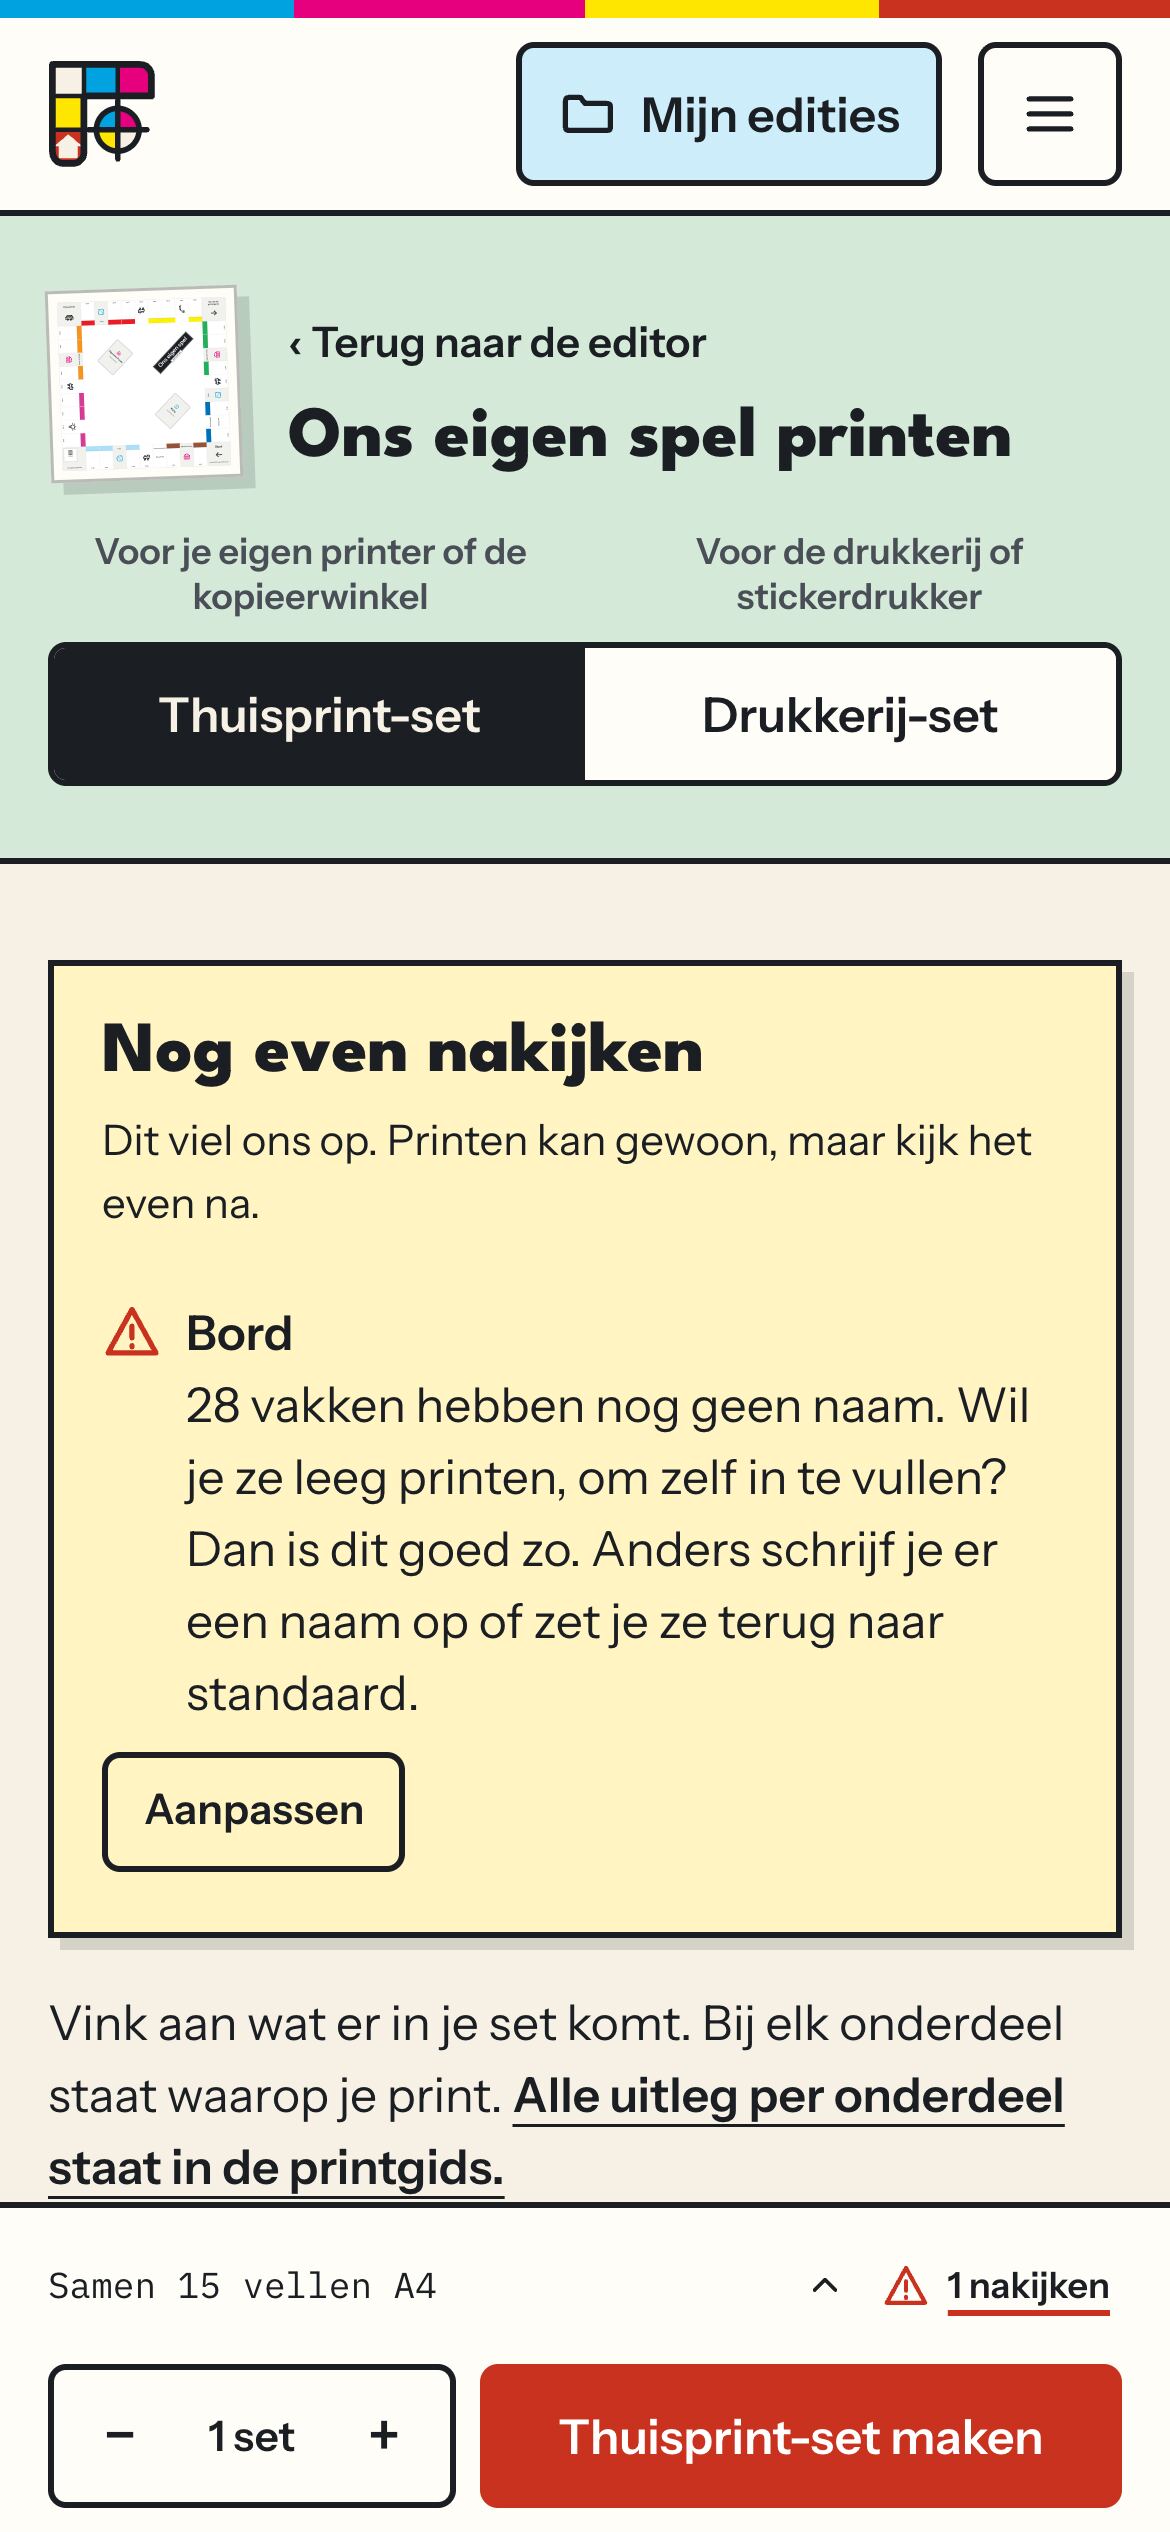 Mijn edities
‹ Terug naar de editor
Ons eigen spel printen
Voor je eigen printer of de
kopieerwinkel
Voor de drukkerij of
stickerdrukker
Thuisprint-set
Drukkerij-set
Nog even nakijken
Dit viel ons op. Printen kan gewoon, maar kijk het
even na.
Bord
28 vakken hebben nog geen naam. Wil
je ze leeg printen, om zelf in te vullen?
Dan is dit goed zo. Anders schrijf je er
een naam op of zet je ze terug naar
standaard.
Aanpassen
Vink aan wat er in je set komt. Bij elk onderdeel
staat waarop je print. Alle uitleg per onderdeel
staat in de printgids.
Samen 15 vellen A4
1 nakijken
− 1 set +
Thuisprint-set maken